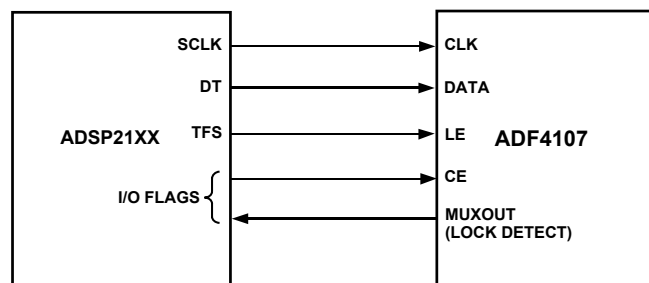 SCLK
CLK
DT
DATA
ADSP21XX
TFS
LE
ADF4107
I/O FLAGS
CE
MUXOUT
(LOCK DETECT)